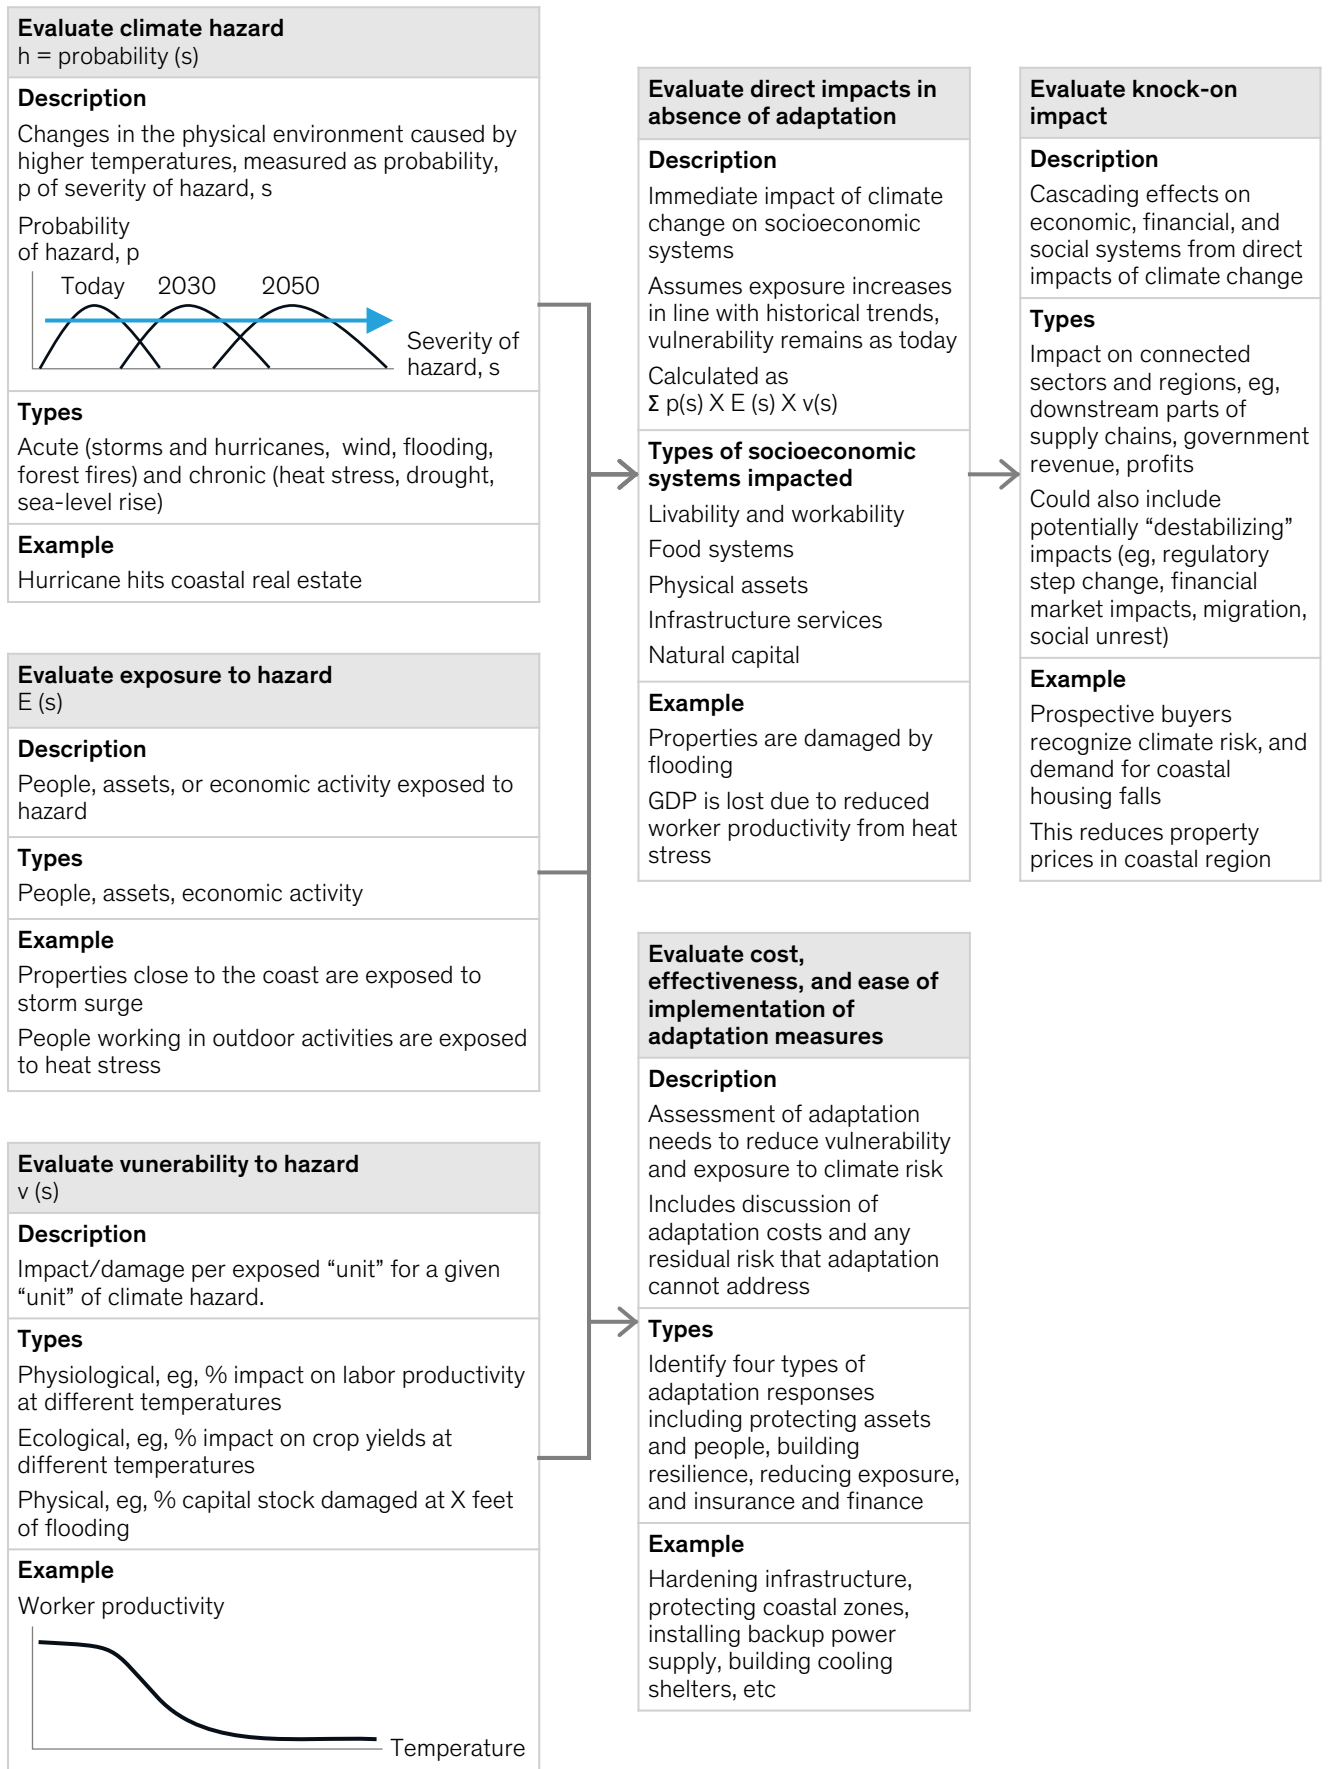 Evaluate climate hazard
h = probability (s)
Description
Changes in the physical environment caused by
higher temperatures, measured as probability,
p of severity of hazard, s
Probability
of hazard, p
Today 2030 2050
Severity of
hazard, s
Types
Acute (storms and hurricanes, wind, flooding,
forest fires) and chronic (heat stress, drought,
sea-level rise)
Example
Hurricane hits coastal real estate
Evaluate exposure to hazard
E (s)
Description
People, assets, or economic activity exposed to
hazard
Types
People, assets, economic activity
Example
Properties close to the coast are exposed to
storm surge
People working in outdoor activities are exposed
to heat stress
Evaluate vunerability to hazard
v (s)
Description
Impact/damage per exposed “unit” for a given
“unit” of climate hazard.
Types
Physiological, eg, % impact on labor productivity
at different temperatures
Ecological, eg, % impact on crop yields at
different temperatures
Physical, eg, % capital stock damaged at X feet
of flooding
Example
Worker productivity
Temperature
Evaluate direct impacts in
absence of adaptation
Description
Immediate impact of climate
change on socioeconomic
systems
Assumes exposure increases
in line with historical trends,
vulnerability remains as today
Calculated as
Σ p(s) X E (s) X v(s)
Types of socioeconomic
systems impacted
Livability and workability
Food systems
Physical assets
Infrastructure services
Natural capital
Example
Properties are damaged by
flooding
GDP is lost due to reduced
worker productivity from heat
stress
Evaluate cost,
effectiveness, and ease of
implementation of
adaptation measures
Description
Assessment of adaptation
needs to reduce vulnerability
and exposure to climate risk
Includes discussion of
adaptation costs and any
residual risk that adaptation
cannot address
Types
Identify four types of
adaptation responses
including protecting assets
and people, building
resilience, reducing exposure,
and insurance and finance
Example
Hardening infrastructure,
protecting coastal zones,
installing backup power
supply, building cooling
shelters, etc
Evaluate knock-on
impact
Description
Cascading effects on
economic, financial, and
social systems from direct
impacts of climate change
Types
Impact on connected
sectors and regions, eg,
downstream parts of
supply chains, government
revenue, profits
Could also include
potentially “destabilizing”
impacts (eg, regulatory
step change, financial
market impacts, migration,
social unrest)
Example
Prospective buyers
recognize climate risk, and
demand for coastal
housing falls
This reduces property
prices in coastal region